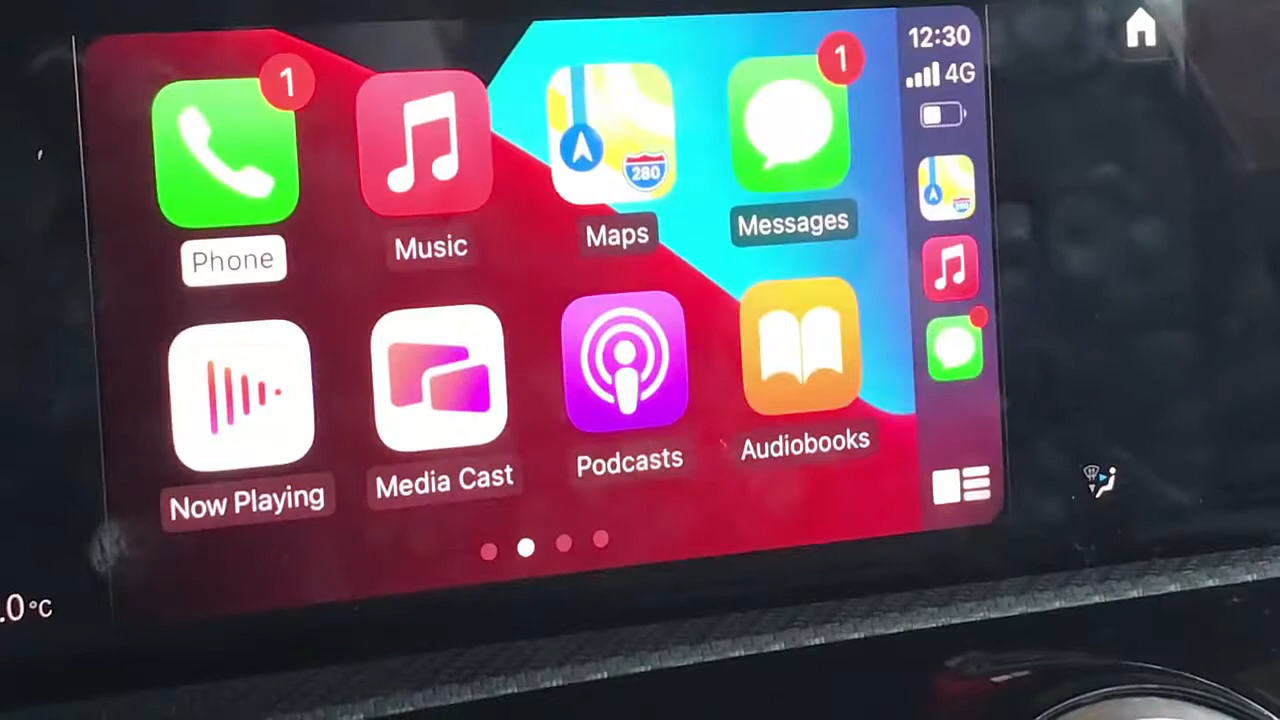 1
1
12:30
4G
280
Phone
Music
Maps
Messages
Now Playing
Media Cast
Podcasts
Audiobooks
.0°C